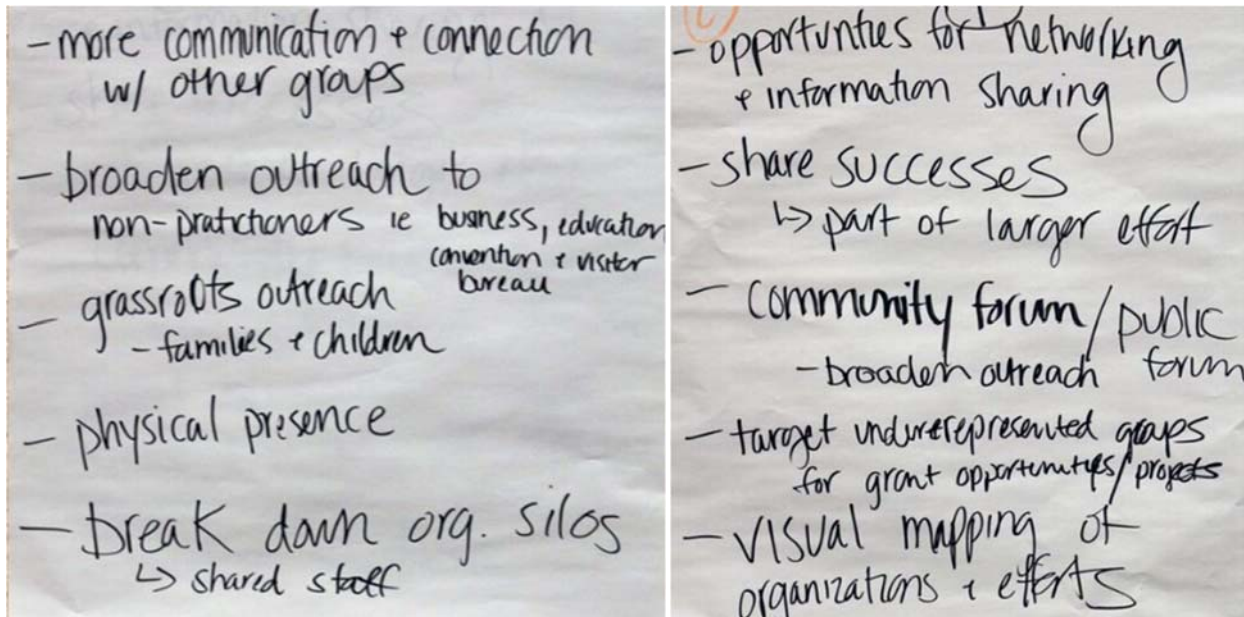 - more communication + connection
w/ other groups
- broaden outreach to
non-pratictioners ie business, education
convention + visitor
bureau
- grassroots outreach
- families + children
- physical presence
- break down org. silos
↳ shared staff
- opportunties for networking
+ information sharing
- share successes
↳ part of larger effort
- community forum / public
forum
- broaden outreach
- target underrepresented groups
for grant opportunities / projects
- visual mapping of
organizations + efforts